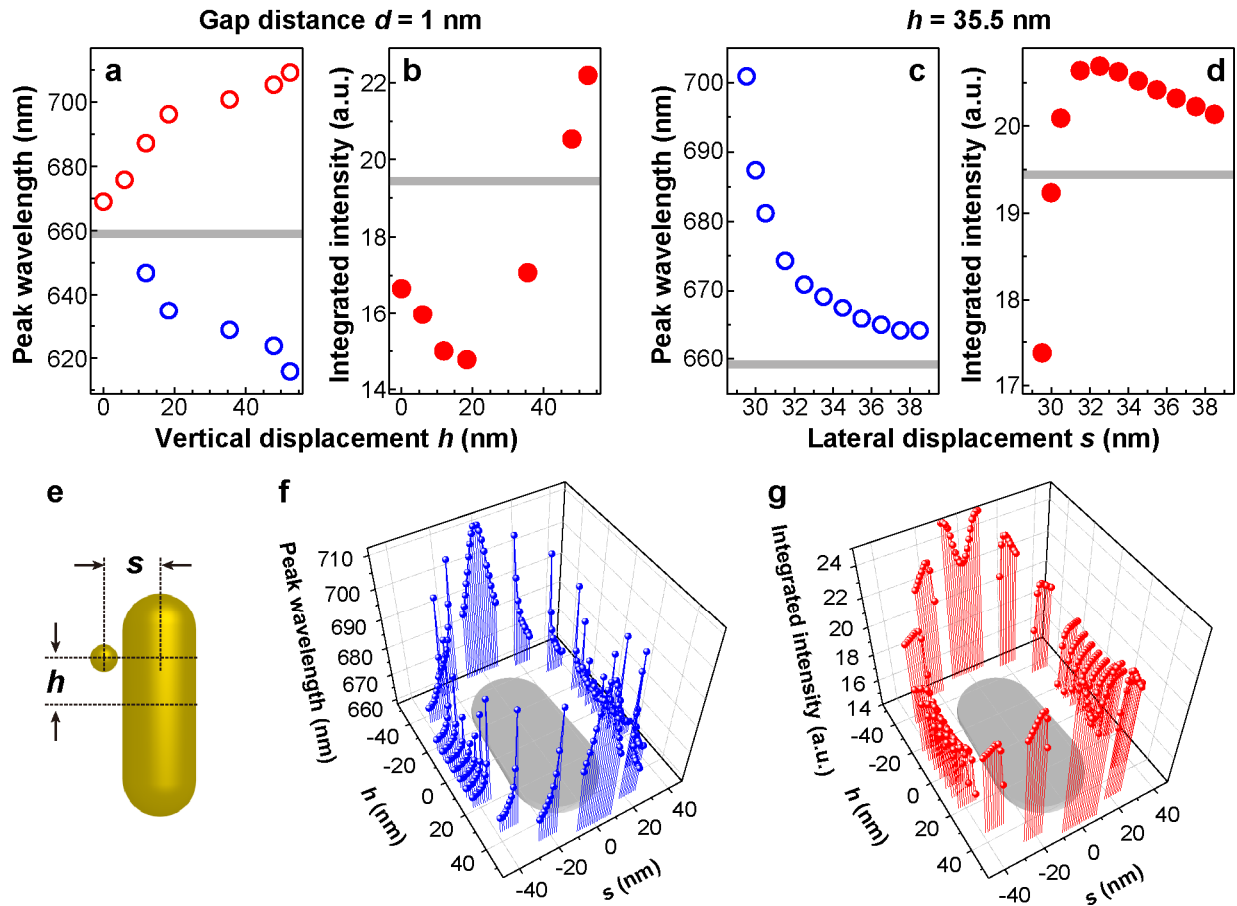 Gap distance d = 1 nm
h = 35.5 nm
a
Peak wavelength (nm)
700
680
660
640
620
0
20
40
b
Integrated intensity (a.u.)
22
20
18
16
14
0
20
40
Vertical displacement h (nm)
c
Peak wavelength (nm)
700
690
680
670
660
30
32
34
36
38
d
Integrated intensity (a.u.)
20
19
18
17
30
32
34
36
38
Lateral displacement s (nm)
e
s
h
f
Peak wavelength (nm)
710
700
690
680
670
660
-40
-20
0
20
40
h (nm)
-40
-20
0
20
40
s (nm)
g
Integrated intensity (a.u.)
24
22
20
18
16
14
-40
-20
0
20
40
h (nm)
-40
-20
0
20
40
s (nm)